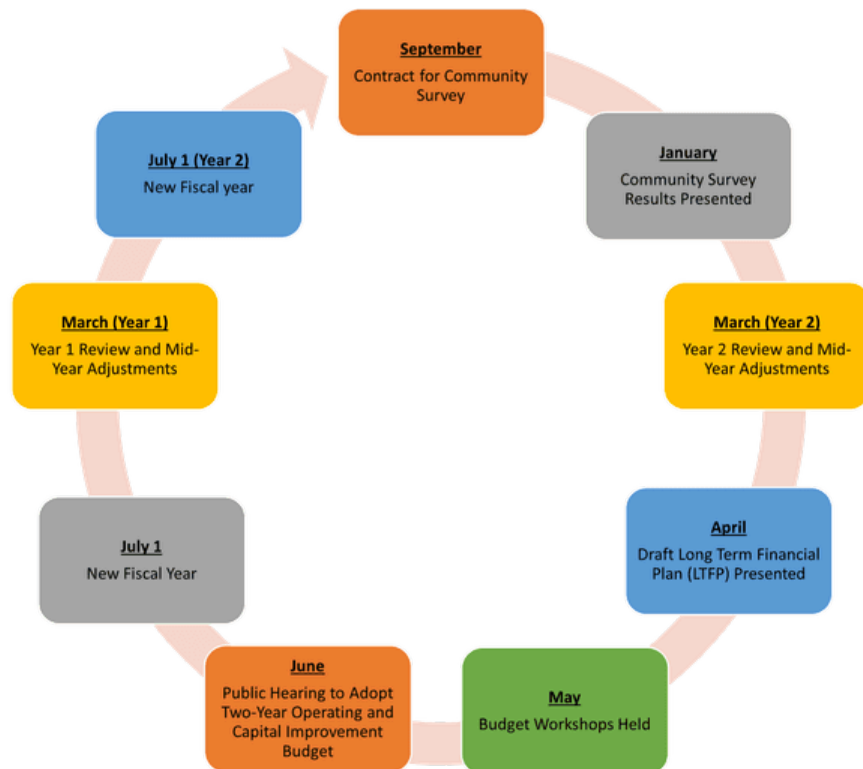 September
Contract for Community
Survey
January
Community Survey
Results Presented
March (Year 2)
Year 2 Review and Mid-
Year Adjustments
April
Draft Long Term Financial
Plan (LTFP) Presented
May
Budget Workshops Held
June
Public Hearing to Adopt
Two-Year Operating and
Capital Improvement
Budget
July 1
New Fiscal Year
March (Year 1)
Year 1 Review and Mid-
Year Adjustments
July 1 (Year 2)
New Fiscal year